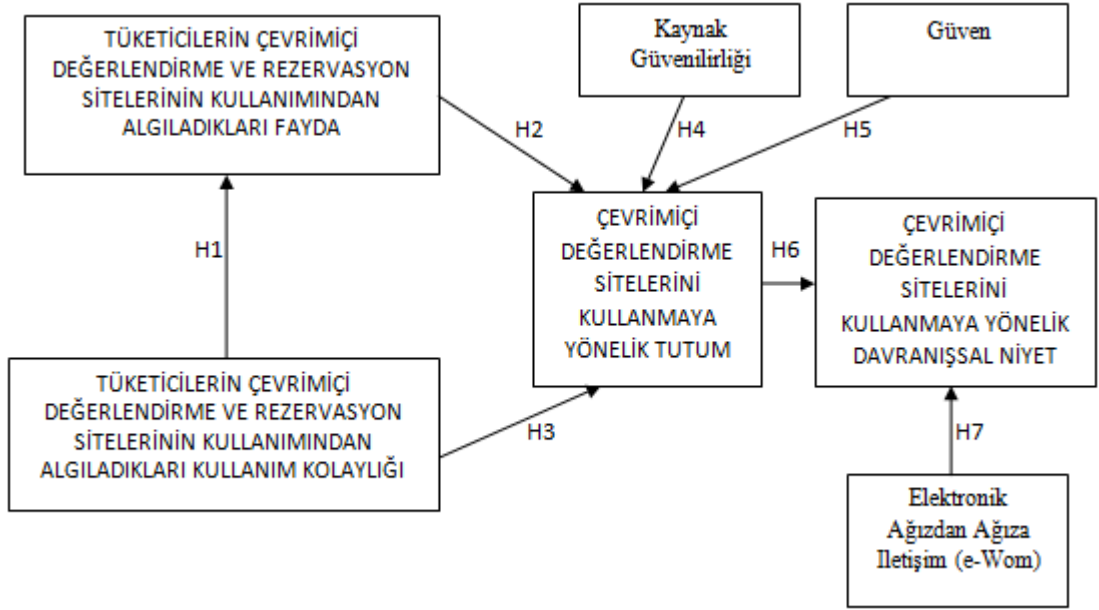 TÜKETİCİLERİN ÇEVRİMİÇİ
DEĞERLENDİRME VE REZERVASYON
SİTELERİNİN KULLANIMINDAN
ALGILADIKLARI FAYDA
Kaynak
Güvenilirliği
Güven
H2
H4
H5
H1
ÇEVRİMİÇİ
DEĞERLENDİRME
SİTELERİNİ
KULLANMAYA
YÖNELİK TUTUM
H6
ÇEVRİMİÇİ
DEĞERLENDİRME
SİTELERİNİ
KULLANMAYA YÖNELİK
DAVRANIŞSAL NİYET
TÜKETİCİLERİN ÇEVRİMİÇİ
DEĞERLENDİRME VE REZERVASYON
SİTELERİNİN KULLANIMINDAN
ALGILADIKLARI KULLANIM KOLAYLIĞI
H3
H7
Elektronik
Ağızdan Ağıza
Iletişim (e-Wom)